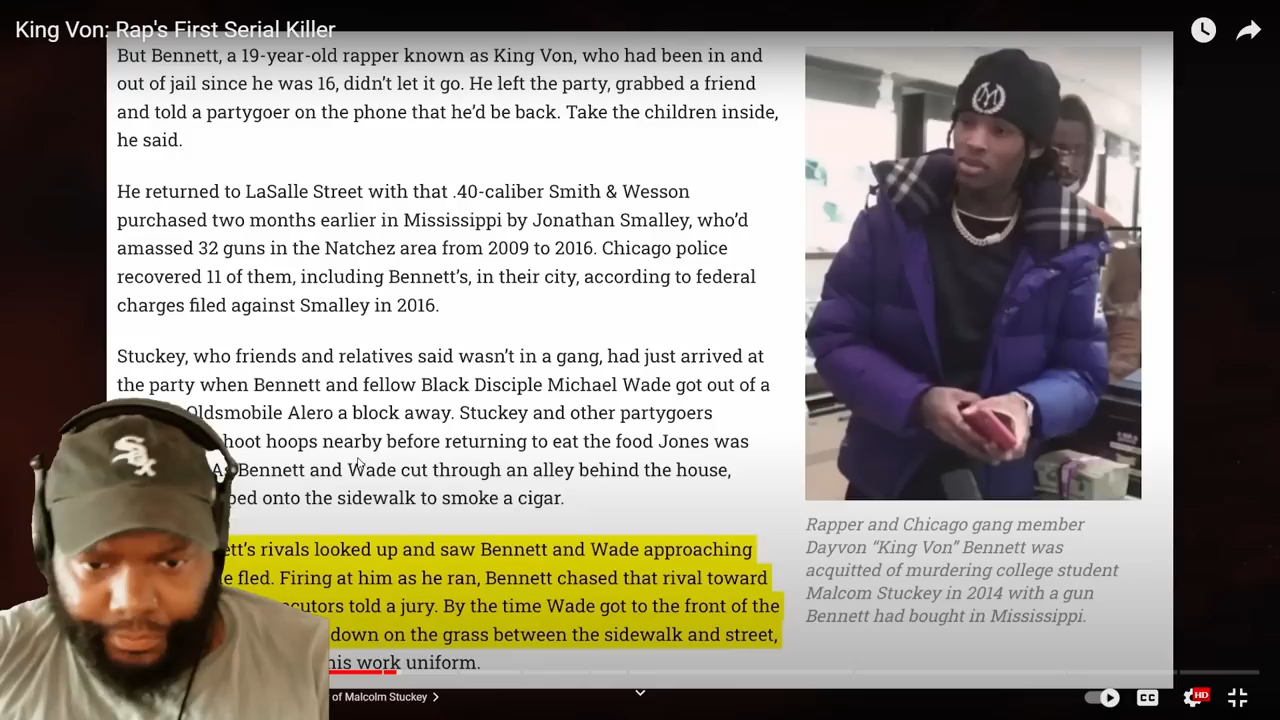 King Von: Rap's First Serial Killer
But Bennett, a 19-year-old rapper known as King Von, who had been in and
out of jail since he was 16, didn't let it go. He left the party, grabbed a friend
and told a partygoer on the phone that he'd be back. Take the children inside,
he said.
He returned to LaSalle Street with that .40-caliber Smith & Wesson
purchased two months earlier in Mississippi by Jonathan Smalley, who'd
amassed 32 guns in the Natchez area from 2009 to 2016. Chicago police
recovered 11 of them, including Bennett's, in their city, according to federal
charges filed against Smalley in 2016.
Stuckey, who friends and relatives said wasn't in a gang, had just arrived at
the party when Bennett and fellow Black Disciple Michael Wade got out of a
Oldsmobile Alero a block away. Stuckey and other partygoers
hoot hoops nearby before returning to eat the food Jones was
Bennett and Wade cut through an alley behind the house,
ped onto the sidewalk to smoke a cigar.
ett's rivals looked up and saw Bennett and Wade approaching
e fled. Firing at him as he ran, Bennett chased that rival toward
ecutors told a jury. By the time Wade got to the front of the
down on the grass between the sidewalk and street,
his work uniform.
Rapper and Chicago gang member
Dayvon “King Von” Bennett was
acquitted of murdering college student
Malcom Stuckey in 2014 with a gun
Bennett had bought in Mississippi.
Sox
of Malcolm Stuckey
CC
HD